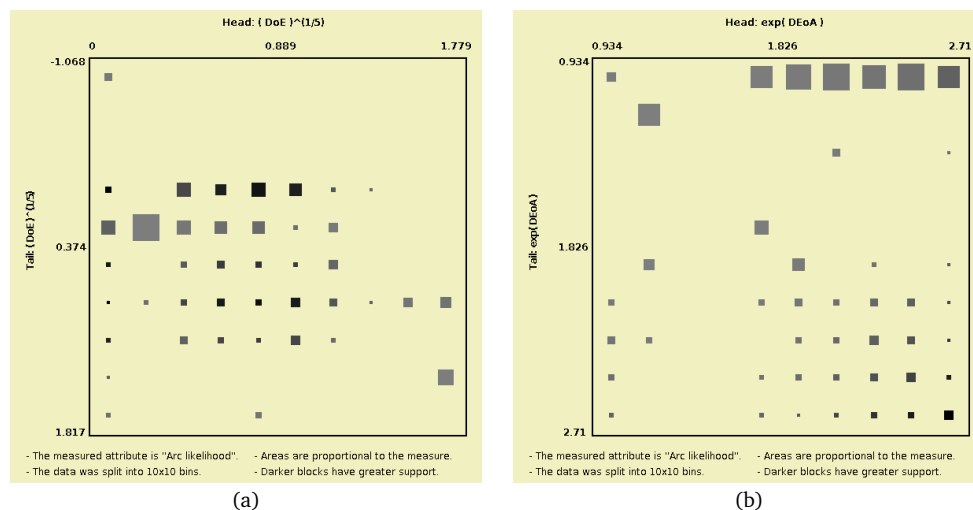 Head: ( DoE )^(1/5)
0 0.889 1.779
-1.068
Tail: ( DoE )^(1/5)
0.374
1.817
- The measured attribute is "Arc likelihood". - Areas are proportional to the measure.
- The data was split into 10x10 bins. - Darker blocks have greater support.
(a)
Head: exp( DEoA )
0.934 1.826 2.71
0.934
Tail: exp( DEoA )
1.826
2.71
- The measured attribute is "Arc likelihood". - Areas are proportional to the measure.
- The data was split into 10x10 bins. - Darker blocks have greater support.
(b)